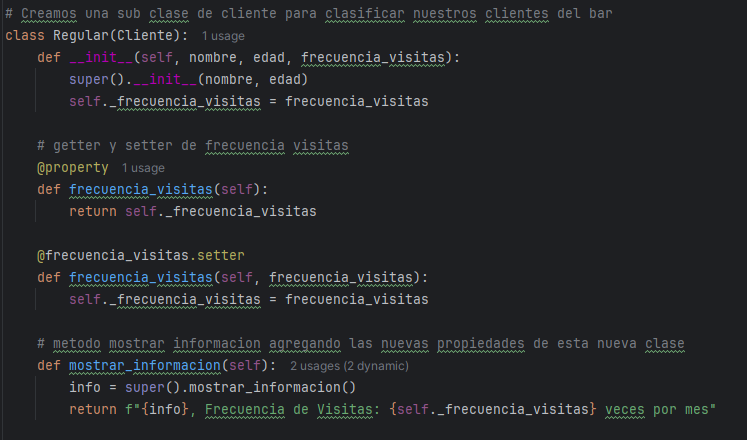 # Creamos una sub clase de cliente para clasificar nuestros clientes del bar
class Regular(Cliente):  1 usage
    def __init__(self, nombre, edad, frecuencia_visitas):
        super().__init__(nombre, edad)
        self._frecuencia_visitas = frecuencia_visitas

    # getter y setter de frecuencia visitas
    @property  1 usage
    def frecuencia_visitas(self):
        return self._frecuencia_visitas

    @frecuencia_visitas.setter
    def frecuencia_visitas(self, frecuencia_visitas):
        self._frecuencia_visitas = frecuencia_visitas

    # metodo mostrar informacion agregando las nuevas propiedades de esta nueva clase
    def mostrar_informacion(self):  2 usages (2 dynamic)
        info = super().mostrar_informacion()
        return f"{info}, Frecuencia de Visitas: {self._frecuencia_visitas} veces por mes"